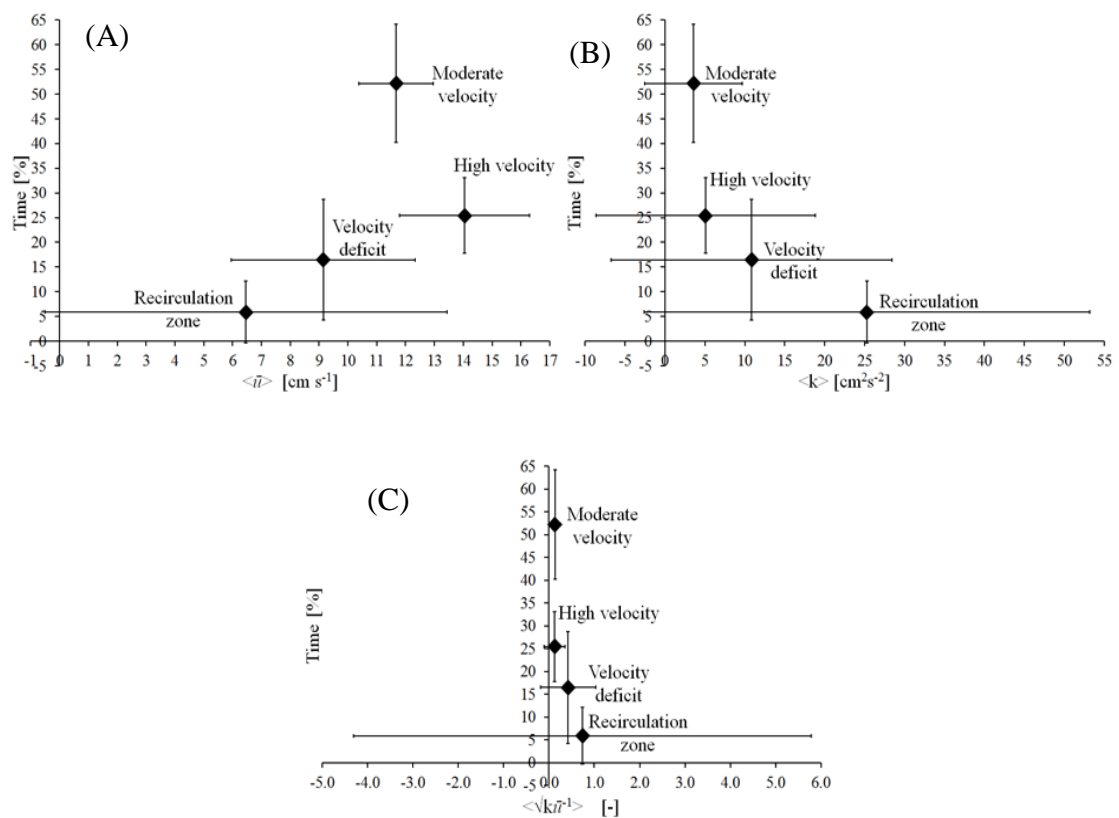 (A)
65
60
55
50
45
40
35
30
25
20
15
10
5
0
-5
Time [%]
Moderate
velocity
High velocity
Velocity
deficit
Recirculation
zone
-1 0 1 2 3 4 5 6 7 8 9 10 11 12 13 14 15 16 17
<ū> [cm s⁻¹]
(B)
65
60
55
50
45
40
35
30
25
20
15
10
5
0
-5
Time [%]
Moderate
velocity
High velocity
Velocity
deficit
Recirculation
zone
-10 -5 0 5 10 15 20 25 30 35 40 45 50 55
<k> [cm²s⁻²]
(C)
65
60
55
50
45
40
35
30
25
20
15
10
5
0
-5
Time [%]
Moderate
velocity
High velocity
Velocity
deficit
Recirculation
zone
-5.0 -4.0 -3.0 -2.0 -1.0 0.0 1.0 2.0 3.0 4.0 5.0 6.0
<√kū⁻¹> [-]